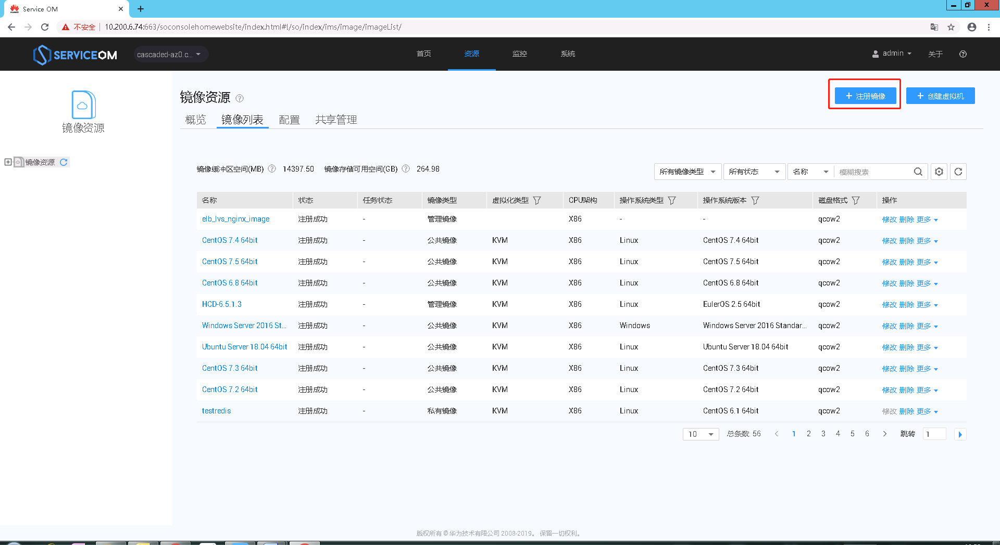 Service OM
不安全 10.200.6.74:663/soconsolehomewebsite/index.html#!/so/index/ims/image/imageList/
SERVICEOM cascaded-az0.c... 首页 资源 监控 系统 admin 关于
镜像资源 + 注册镜像 + 创建虚拟机
概览 镜像列表 配置 共享管理
镜像资源
镜像资源
镜像缓冲区空间(MB) 14397.50 镜像存储可用空间(GB) 264.98 所有镜像类型 所有状态 名称 模糊搜索
名称 状态 任务状态 镜像类型 虚拟化类型 CPU架构 操作系统类型 操作系统版本 磁盘格式 操作
elb_lvs_nginx_image 注册成功 - 管理镜像 X86 - - qcow2 修改 删除 更多
CentOS 7.4 64bit 注册成功 - 公共镜像 KVM X86 Linux CentOS 7.4 64bit qcow2 修改 删除 更多
CentOS 7.5 64bit 注册成功 - 公共镜像 KVM X86 Linux CentOS 7.5 64bit qcow2 修改 删除 更多
CentOS 6.8 64bit 注册成功 - 公共镜像 KVM X86 Linux CentOS 6.8 64bit qcow2 修改 删除 更多
HCD-6.5.1.3 注册成功 - 管理镜像 KVM X86 Linux EulerOS 2.5 64bit qcow2 修改 删除 更多
Windows Server 2016 St... 注册成功 - 公共镜像 KVM X86 Windows Windows Server 2016 Standar... qcow2 修改 删除 更多
Ubuntu Server 18.04 64bit 注册成功 - 公共镜像 KVM X86 Linux Ubuntu Server 18.04 64bit qcow2 修改 删除 更多
CentOS 7.3 64bit 注册成功 - 公共镜像 KVM X86 Linux CentOS 7.3 64bit qcow2 修改 删除 更多
CentOS 7.2 64bit 注册成功 - 公共镜像 KVM X86 Linux CentOS 7.2 64bit qcow2 修改 删除 更多
testredis 注册成功 - 私有镜像 KVM X86 Linux CentOS 6.1 64bit qcow2 修改 删除 更多
10 总条数: 56 < 1 2 3 4 5 6 > 跳转 1
版权所有 © 华为技术有限公司 2008-2019。 保留一切权利。